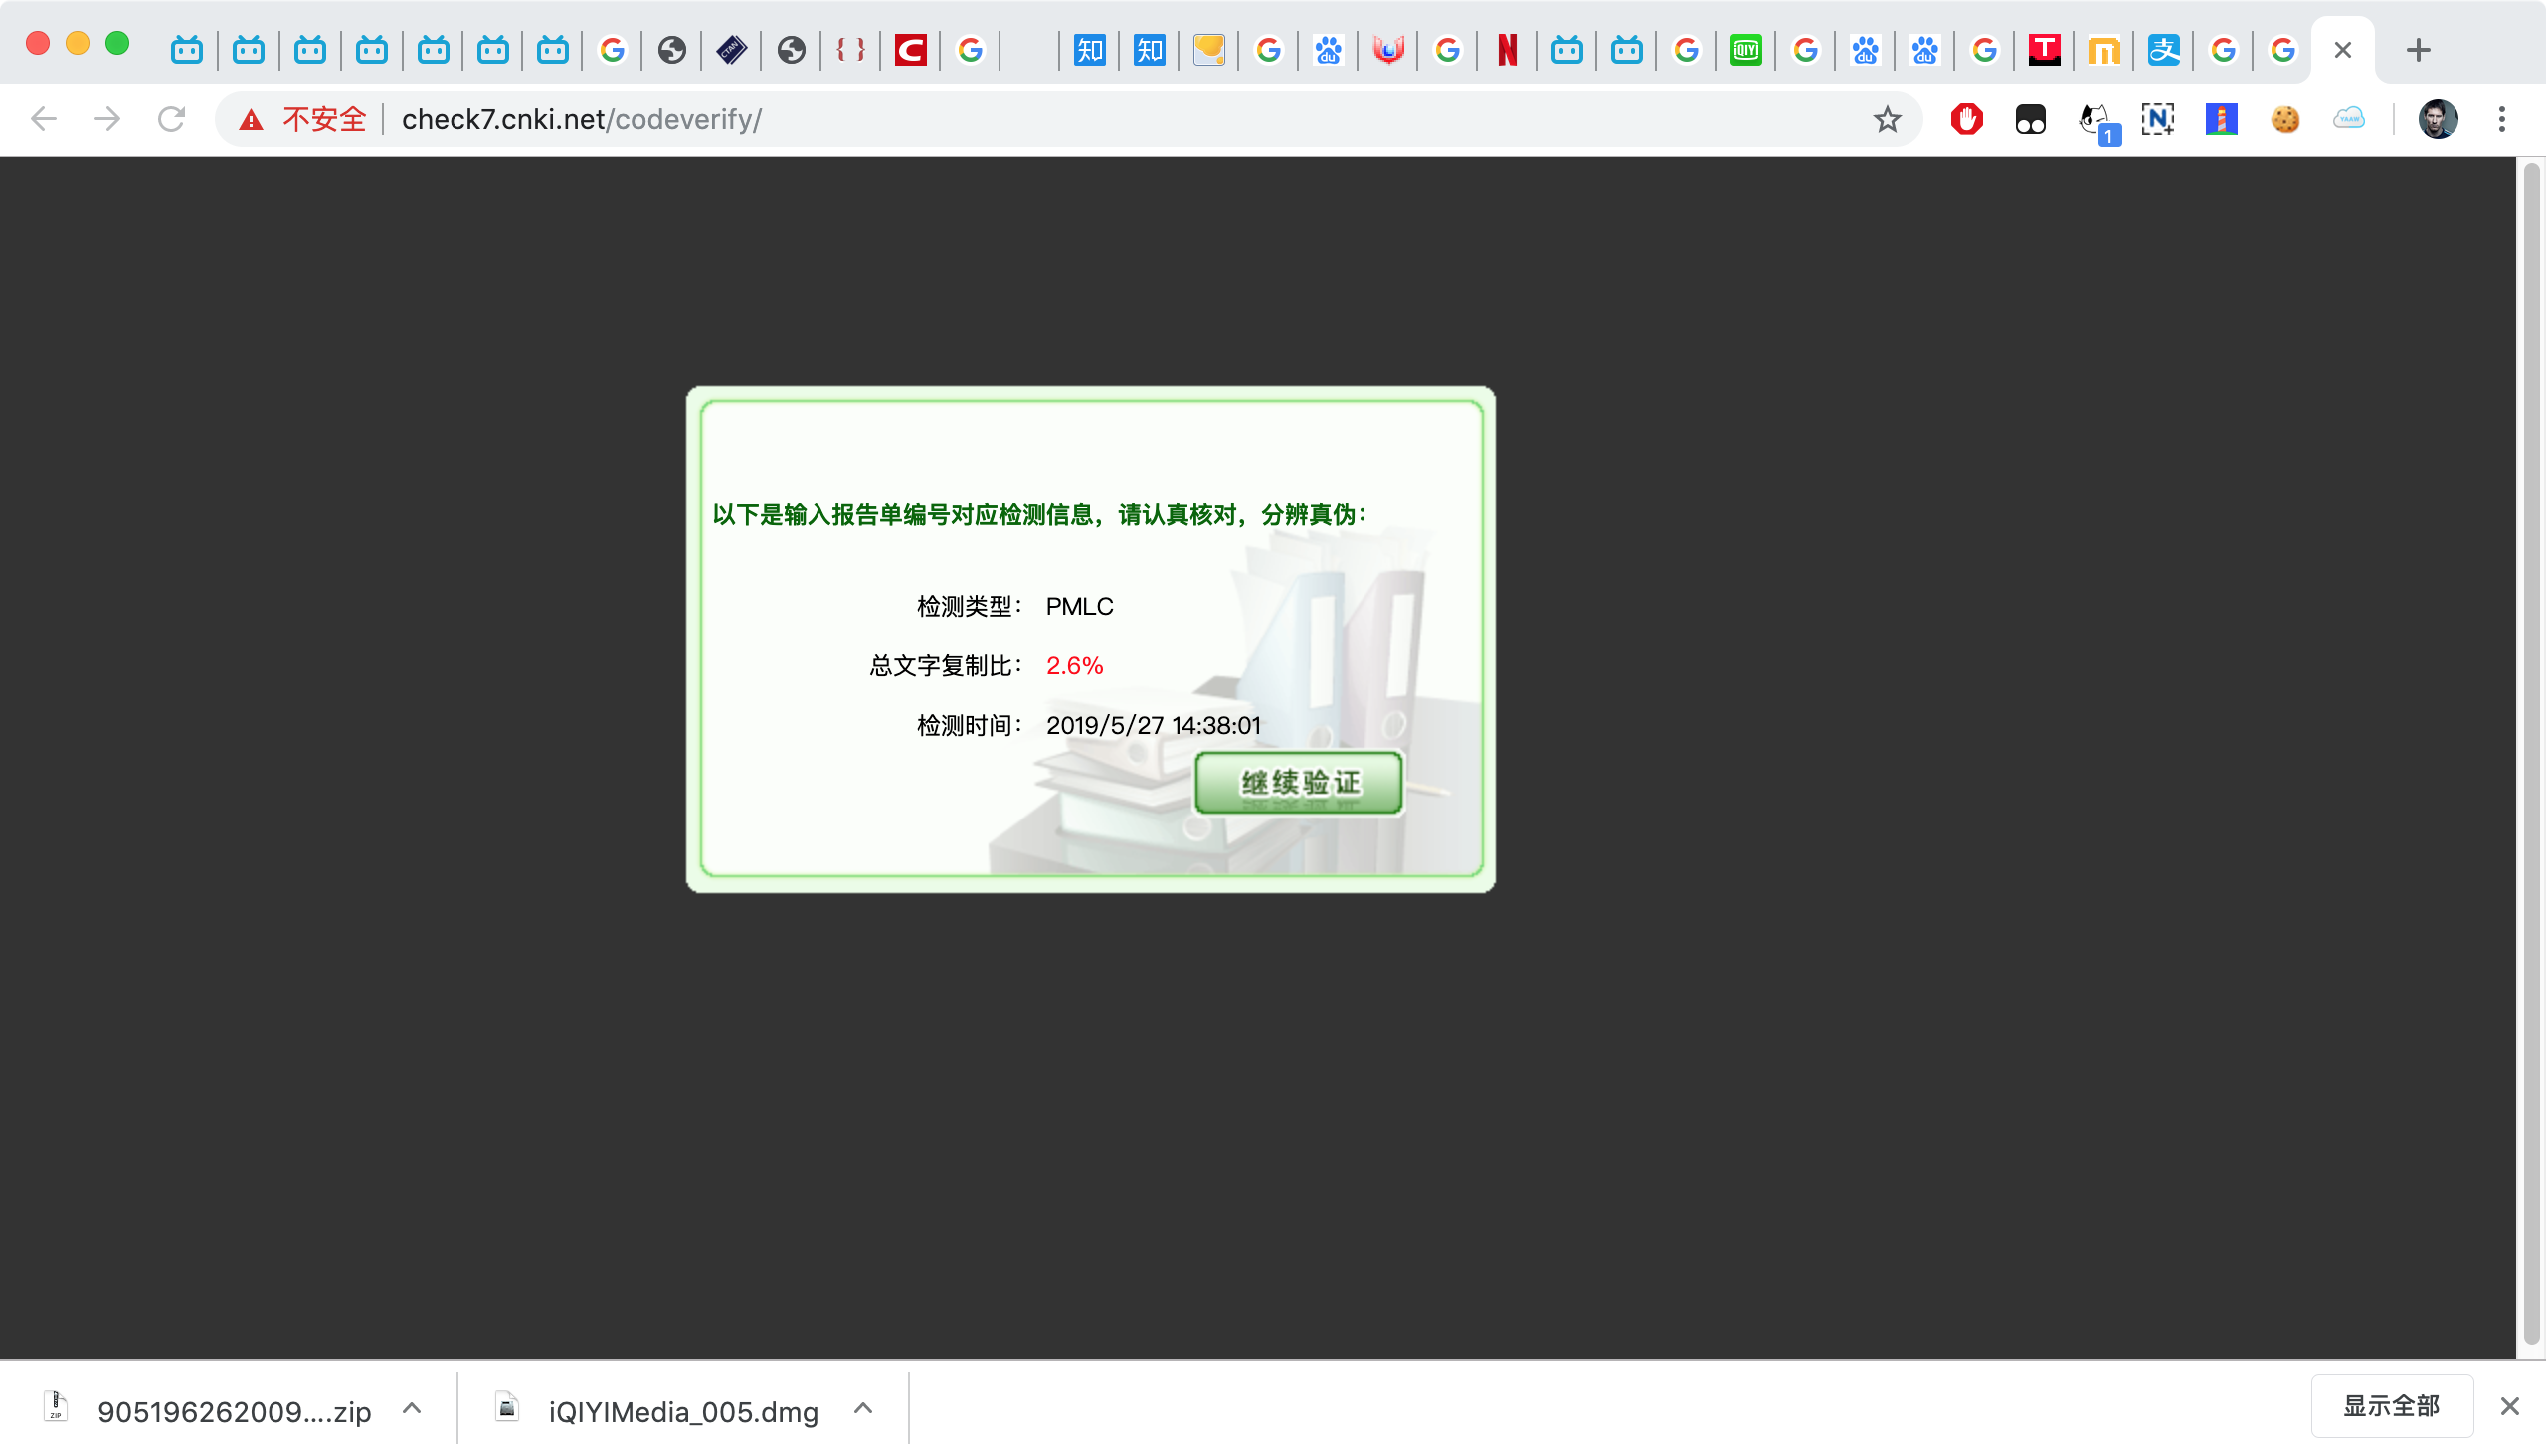 不安全 check7.cnki.net/codeverify/
1
以下是输入报告单编号对应检测信息，请认真核对，分辨真伪：
检测类型： PMLC
总文字复制比： 2.6%
检测时间： 2019/5/27 14:38:01
继续验证
905196262009....zip
iQIYIMedia_005.dmg
显示全部